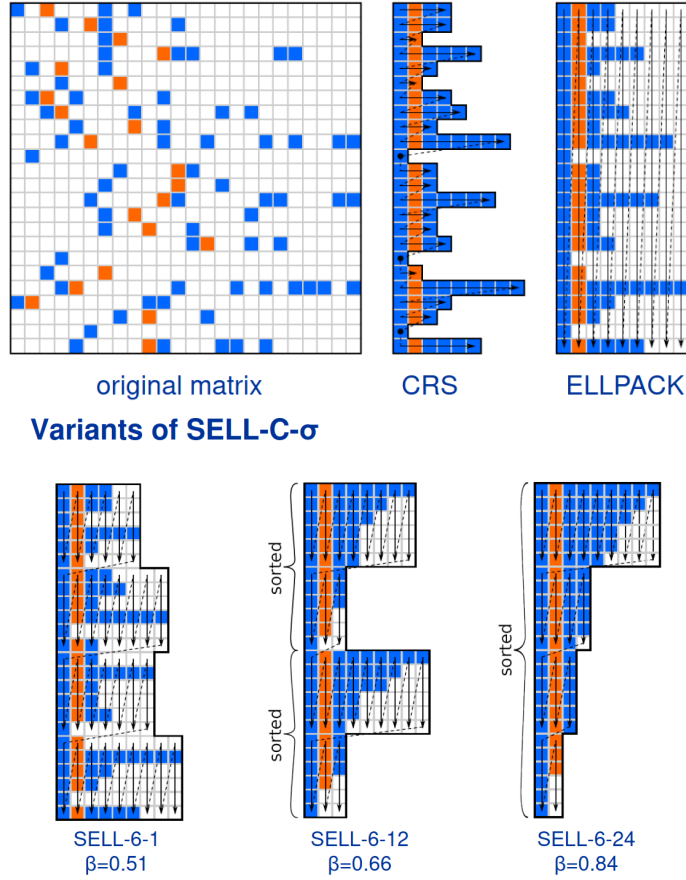 original matrix
CRS
ELLPACK
Variants of SELL-C-σ
sorted
sorted
sorted
SELL-6-1
β=0.51
SELL-6-12
β=0.66
SELL-6-24
β=0.84